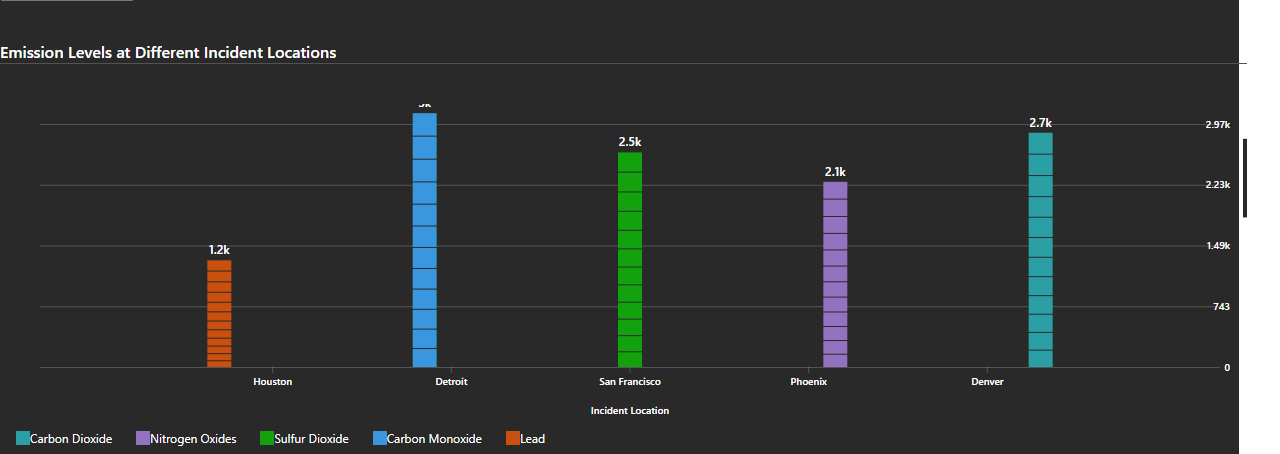 Emission Levels at Different Incident Locations
2.97k
2.7k
2.5k
2.23k
2.1k
1.49k
1.2k
743
0
Houston Detroit San Francisco Phoenix Denver
Incident Location
Carbon Dioxide Nitrogen Oxides Sulfur Dioxide Carbon Monoxide Lead